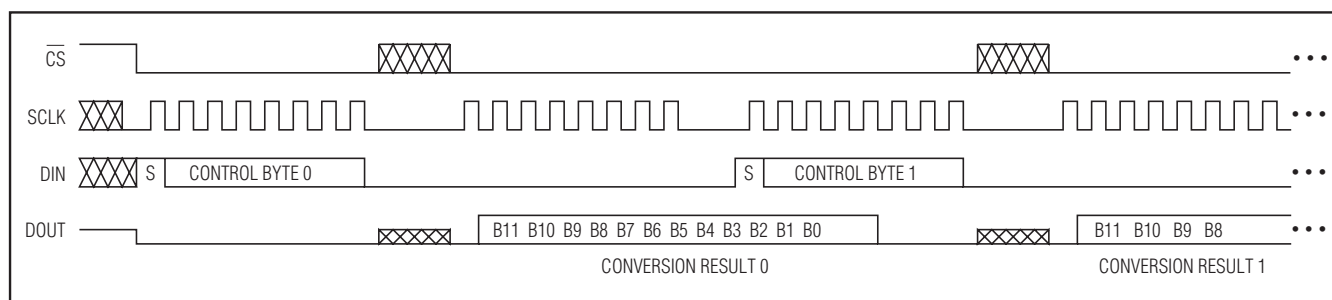 CS
SCLK
DIN S CONTROL BYTE 0 S CONTROL BYTE 1
DOUT B11 B10 B9 B8 B7 B6 B5 B4 B3 B2 B1 B0 B11 B10 B9 B8
CONVERSION RESULT 0 CONVERSION RESULT 1